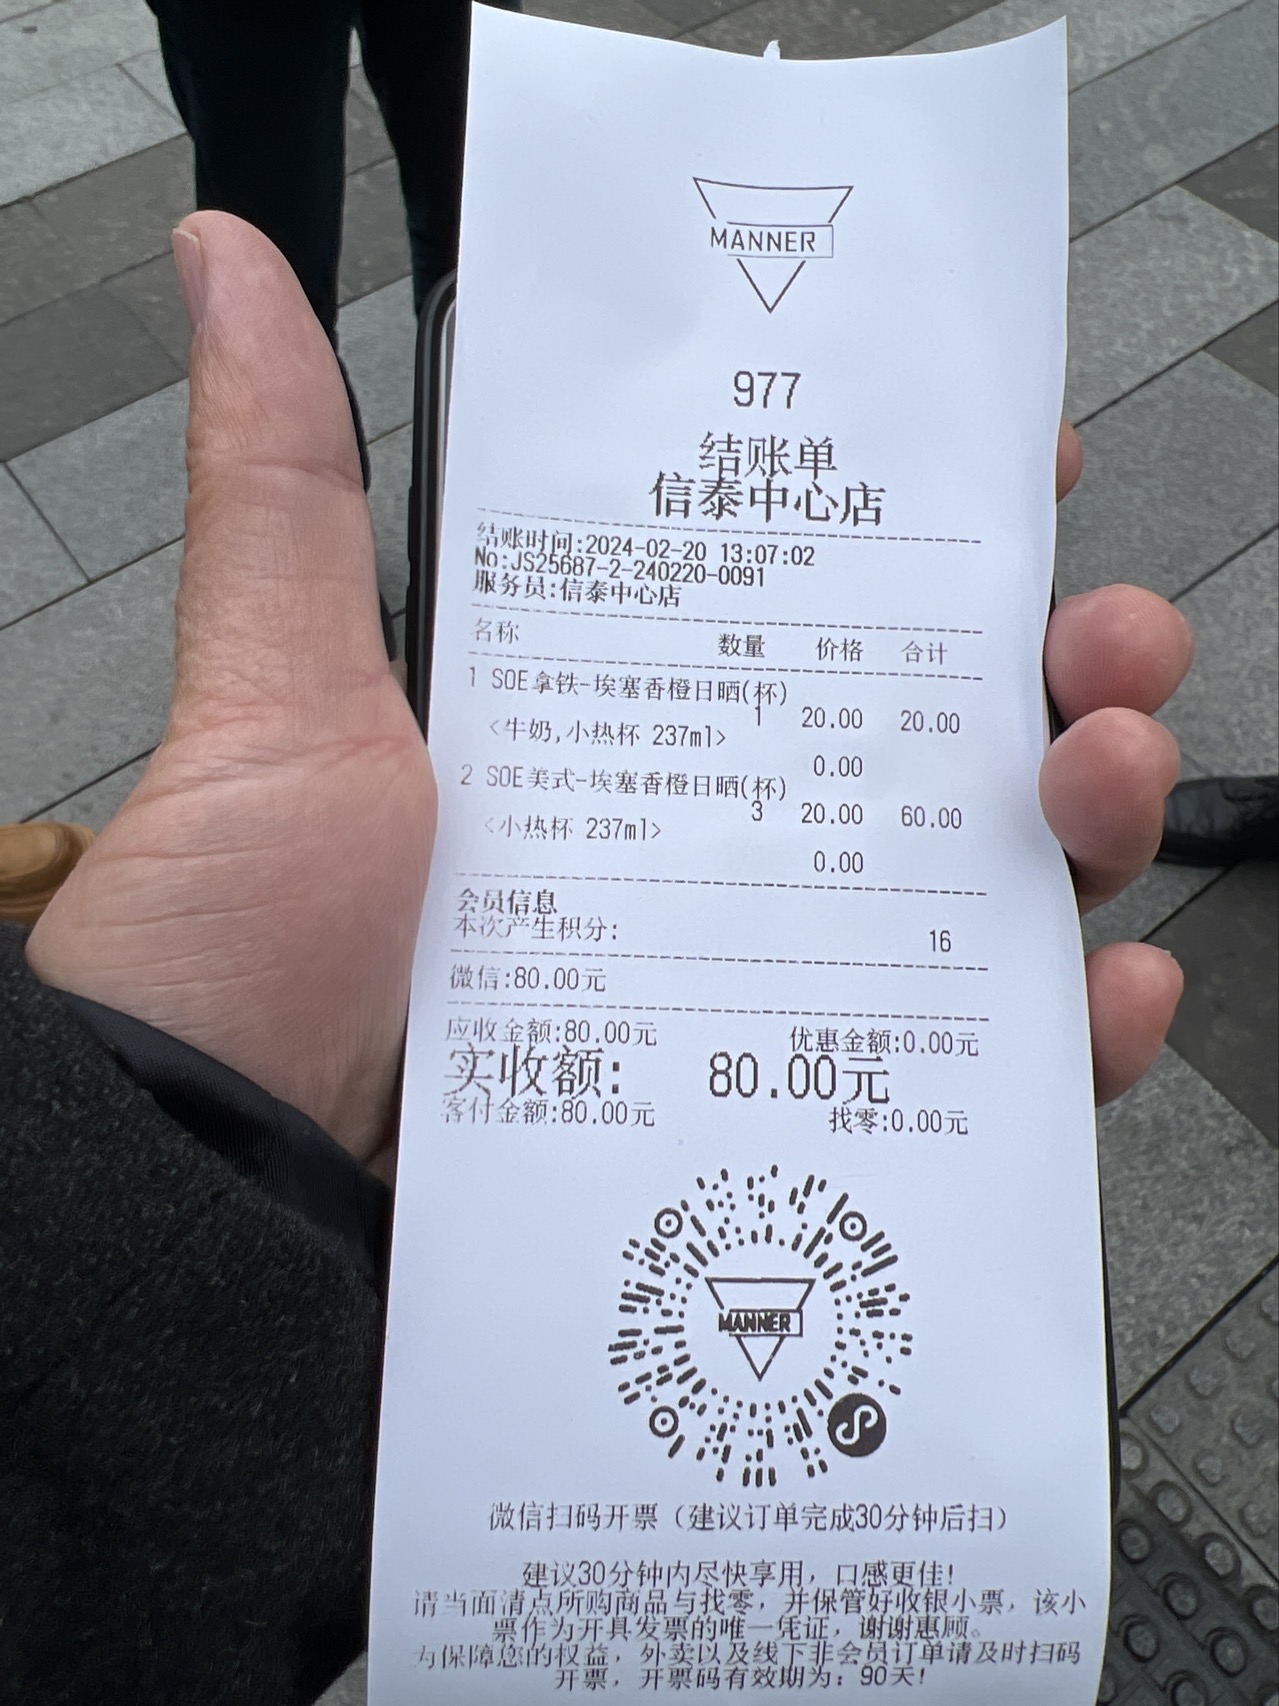 MANNER
977
结账单
信泰中心店
结账时间:2024-02-20 13:07:02
No:JS25687-2-240220-0091
服务员:信泰中心店
名称 数量 价格 合计
1 SOE拿铁-埃塞香橙日晒(杯)
1 20.00 20.00
<牛奶,小热杯 237ml>
0.00
2 SOE美式-埃塞香橙日晒(杯)
3 20.00 60.00
<小热杯 237ml>
0.00
会员信息
本次产生积分: 16
微信:80.00元
应收金额:80.00元 优惠金额:0.00元
实收额: 80.00元
客付金额:80.00元 找零:0.00元
MANNER
微信扫码开票（建议订单完成30分钟后扫）
建议30分钟内尽快享用，口感更佳!
请当面清点所购商品与找零，并保管好收银小票，该小
票作为开具发票的唯一凭证，谢谢惠顾。
为保障您的权益，外卖以及线下非会员订单请及时扫码
开票，开票码有效期为：90天!